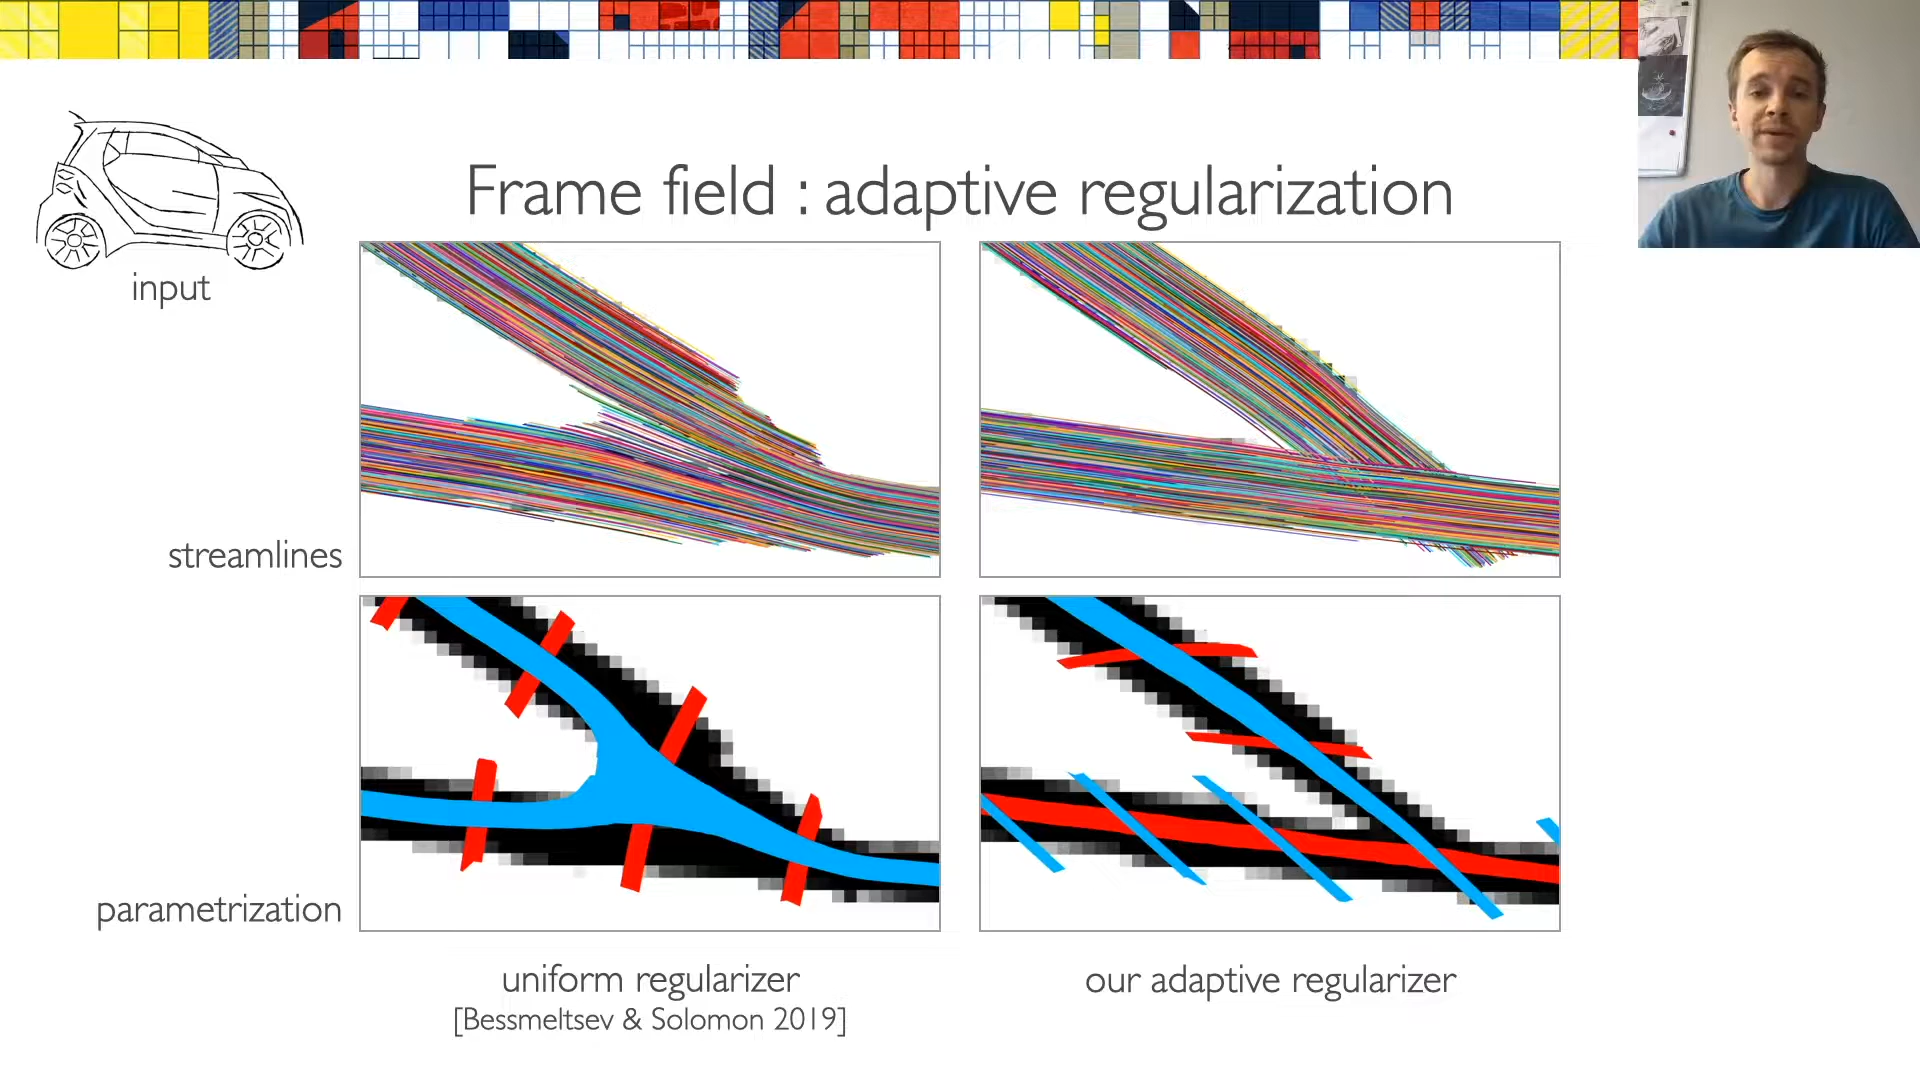 Frame field : adaptive regularization
input
streamlines
parametrization
uniform regularizer
[Bessmeltsev & Solomon 2019]
our adaptive regularizer